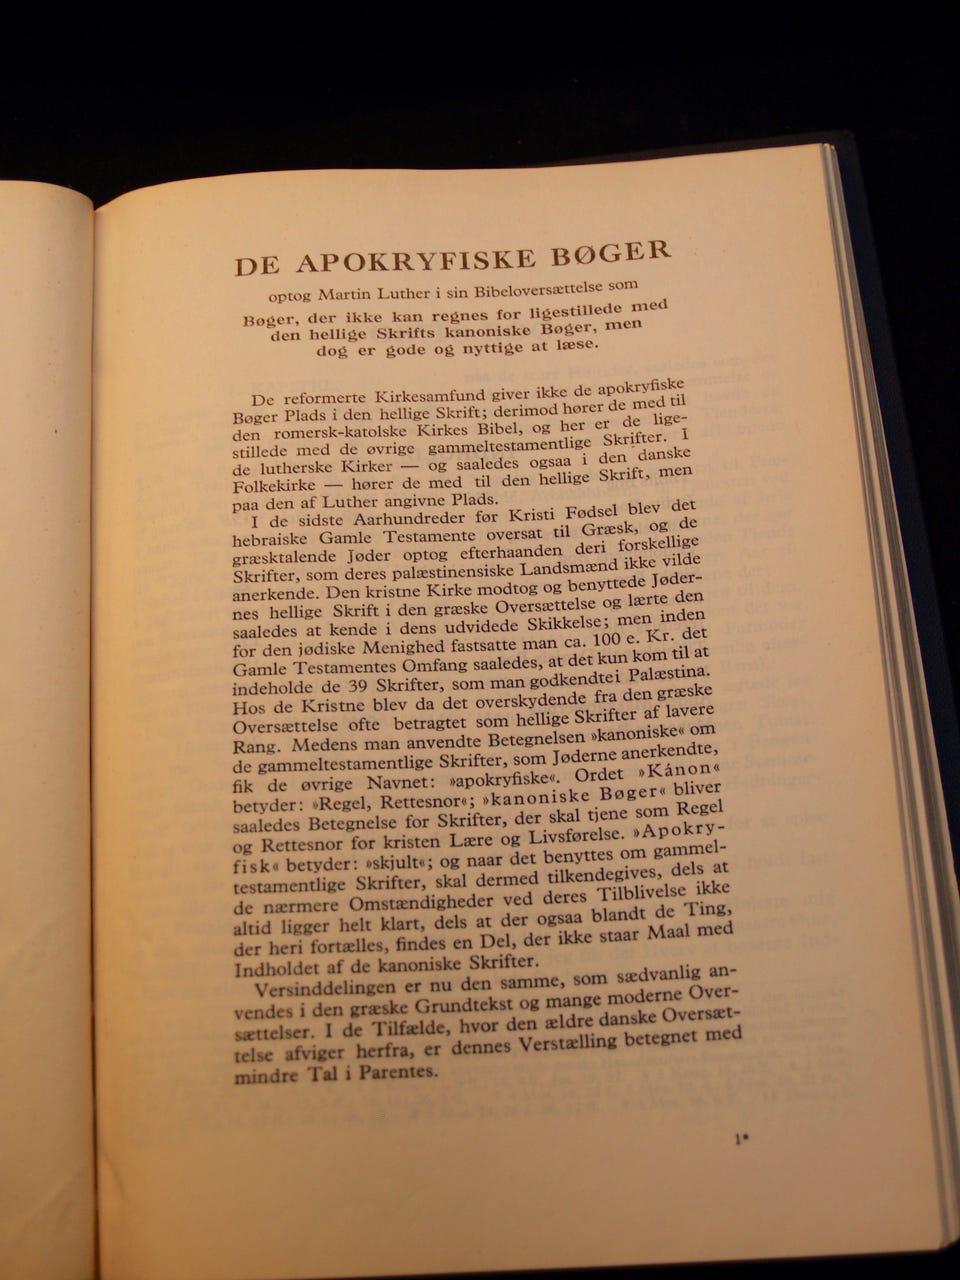 DE APOKRYFISKE BØGER
optog Martin Luther i sin Bibeloversættelse som
Bøger, der ikke kan regnes for ligestillede med
den hellige Skrifts kanoniske Bøger, men
dog er gode og nyttige at læse.
De reformerte Kirkesamfund giver ikke de apokryfiske
Bøger Plads i den hellige Skrift; derimod hører de med til
den romersk-katolske Kirkes Bibel, og her er de lige-
stillede med de øvrige gammeltestamentlige Skrifter. I
de lutherske Kirker — og saaledes ogsaa i den danske
Folkekirke — hører de med til den hellige Skrift, men
paa den af Luther angivne Plads.
I de sidste Aarhundreder før Kristi Fødsel blev det
hebraiske Gamle Testamente oversat til Græsk, og de
græsktalende Jøder optog efterhaanden deri forskellige
Skrifter, som deres palæstinensiske Landsmænd ikke vilde
anerkende. Den kristne Kirke modtog og benyttede Jøder-
nes hellige Skrift i den græske Oversættelse og lærte den
saaledes at kende i dens udvidede Skikkelse; men inden
for den jødiske Menighed fastsatte man ca. 100 e. Kr. det
Gamle Testamentes Omfang saaledes, at det kun kom til at
indeholde de 39 Skrifter, som man godkendte i Palæstina.
Hos de Kristne blev da det overskydende fra den græske
Oversættelse ofte betragtet som hellige Skrifter af lavere
Rang. Medens man anvendte Betegnelsen »kanoniske« om
de gammeltestamentlige Skrifter, som Jøderne anerkendte,
fik de øvrige Navnet: »apokryfiske«. Ordet »Kánon«
betyder: »Regel, Rettesnor«; »kanoniske Bøger« bliver
saaledes Betegnelse for Skrifter, der skal tjene som Regel
og Rettesnor for kristen Lære og Livsførelse. »Apokry-
fisk« betyder: »skjult«; og naar det benyttes om gammel-
testamentlige Skrifter, skal dermed tilkendegives, dels at
de nærmere Omstændigheder ved deres Tilblivelse ikke
altid ligger helt klart, dels at der ogsaa blandt de Ting,
der heri fortælles, findes en Del, der ikke staar Maal med
Indholdet af de kanoniske Skrifter.
Versinddelingen er nu den samme, som sædvanlig an-
vendes i den græske Grundtekst og mange moderne Over-
sættelser. I de Tilfælde, hvor den ældre danske Oversæt-
telse afviger herfra, er dennes Verstælling betegnet med
mindre Tal i Parentes.
1*